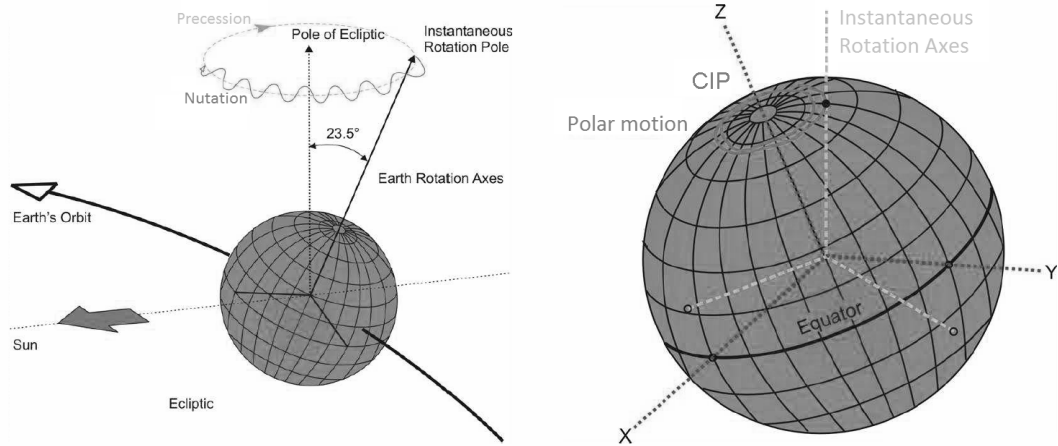 Precession
Pole of Ecliptic
Instantaneous
Rotation Pole
Nutation
23.5°
Earth Rotation Axes
Earth's Orbit
Sun
Ecliptic
Z
Instantaneous
Rotation Axes
CIP
Polar motion
Y
Equator
X